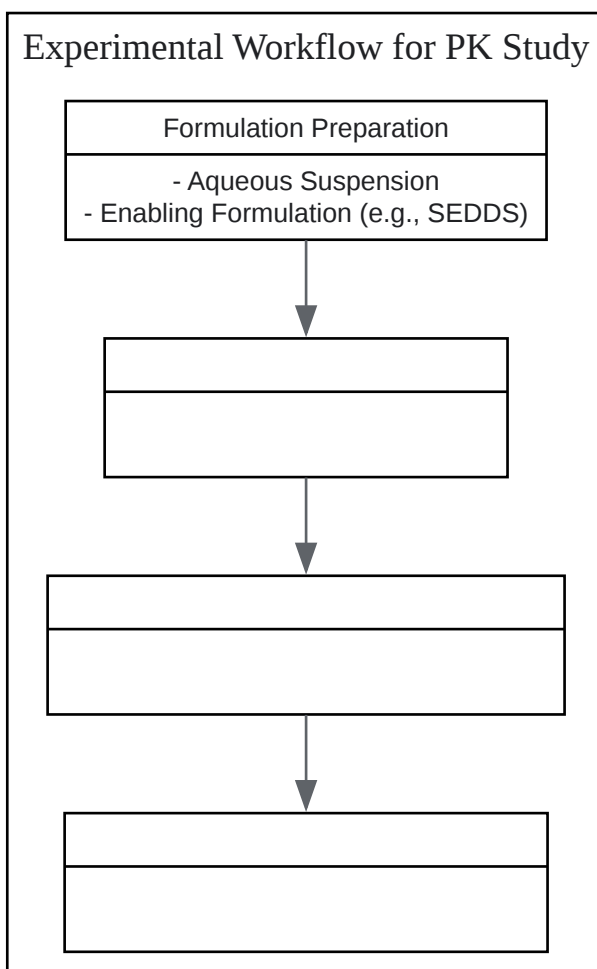 Experimental Workflow for PK Study
Formulation Preparation
- Aqueous Suspension
- Enabling Formulation (e.g., SEDDS)